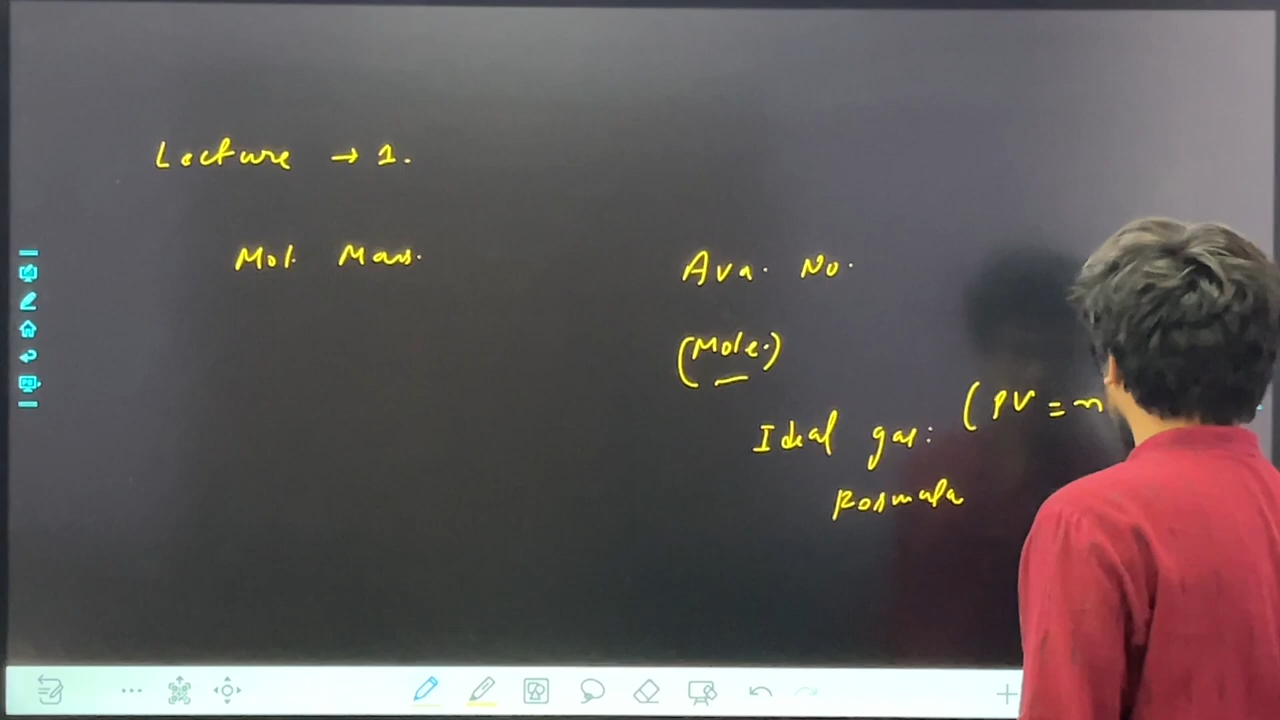 Lecture → 1.
Mol. Mass.
Ava. No.
(Mole.)
Ideal gas: (PV = n
Formula